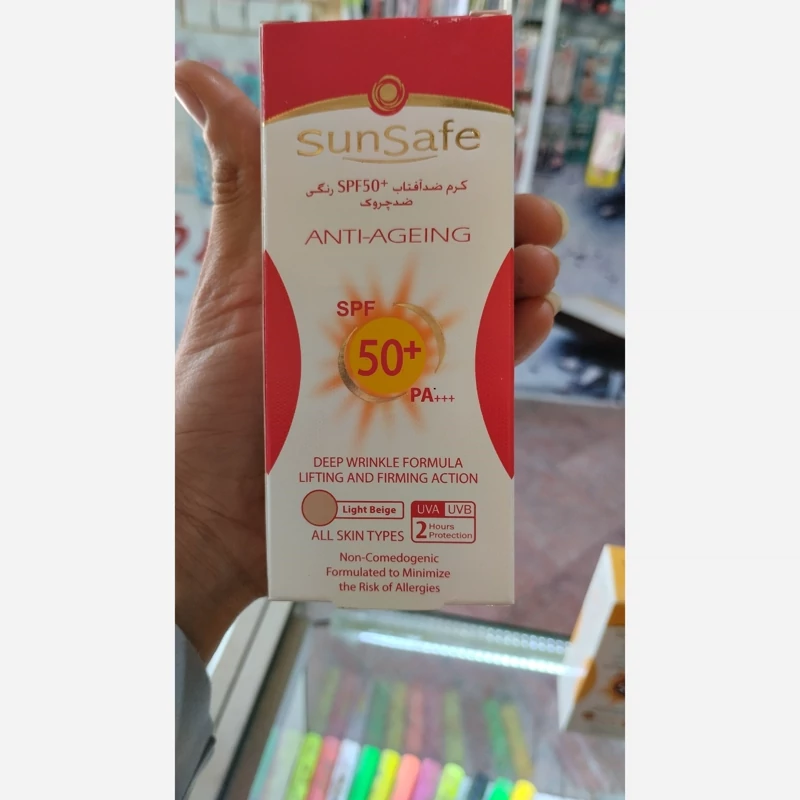 sunSafe
کرم ضدآفتاب SPF50+ رنگی
ضدچروک
ANTI-AGEING
SPF
50+
PA+++
DEEP WRINKLE FORMULA
LIFTING AND FIRMING ACTION
Light Beige
UVA UVB
2 Hours Protection
ALL SKIN TYPES
Non-Comedogenic
Formulated to Minimize
the Risk of Allergies